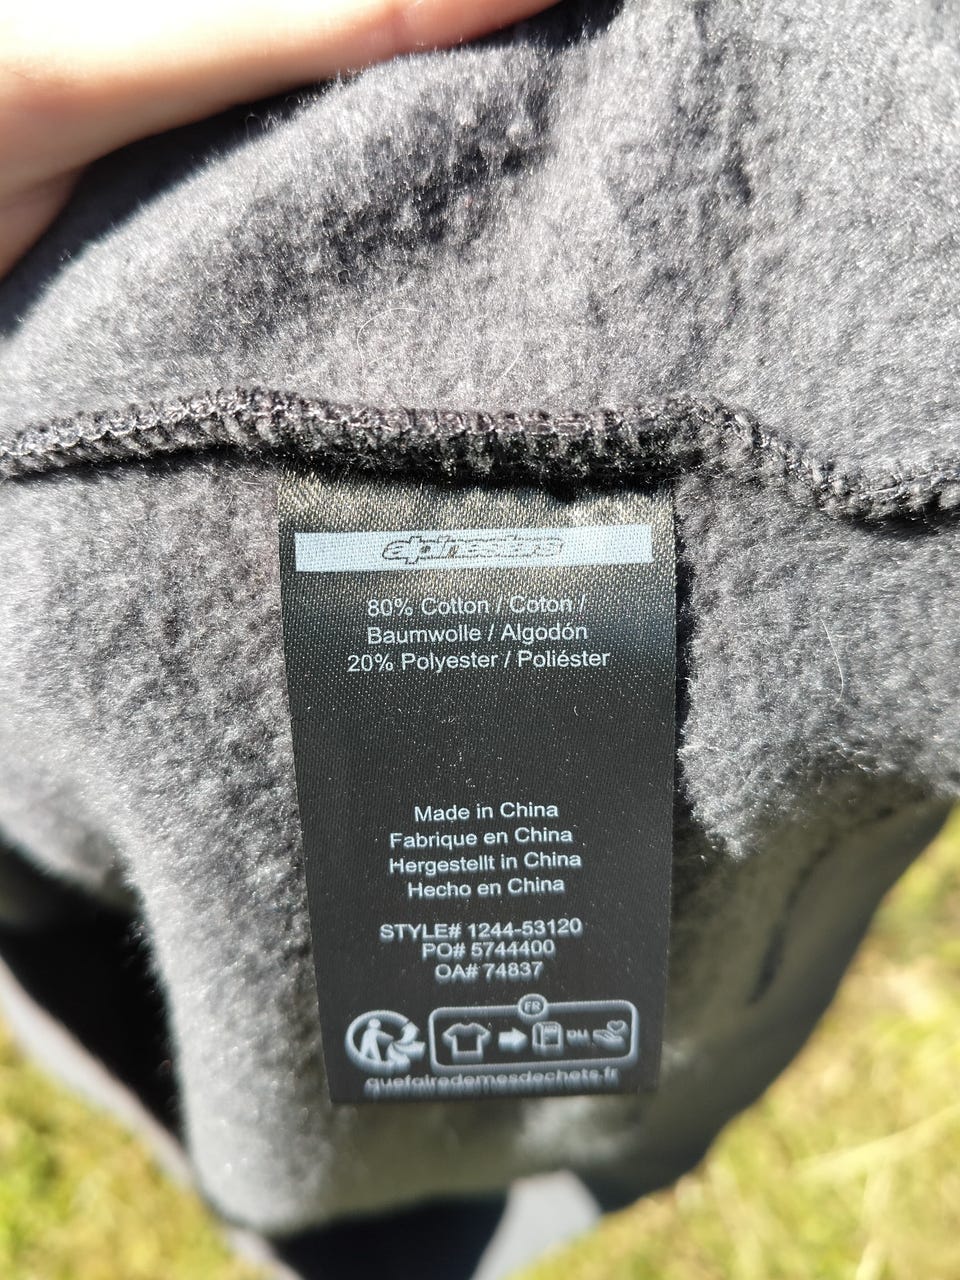 alpinestars
80% Cotton / Coton /
Baumwolle / Algodón
20% Polyester / Poliéster
Made in China
Fabrique en China
Hergestellt in China
Hecho en China
STYLE# 1244-53120
PO# 5744400
OA# 74837
FR
DU
quefairedemesdechets.fr